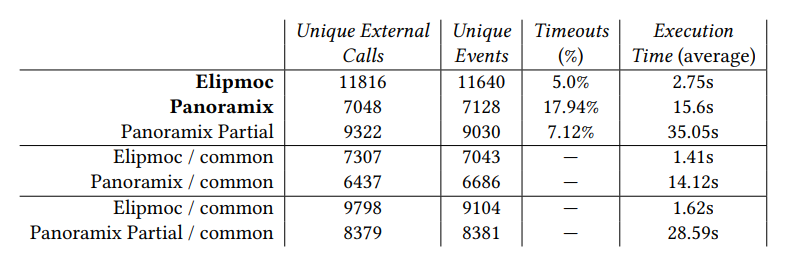 Unique External Unique Timeouts Execution
Calls Events (%) Time (average)
Elipmoc 11816 11640 5.0% 2.75s
Panoramix 7048 7128 17.94% 15.6s
Panoramix Partial 9322 9030 7.12% 35.05s
Elipmoc / common 7307 7043 — 1.41s
Panoramix / common 6437 6686 — 14.12s
Elipmoc / common 9798 9104 — 1.62s
Panoramix Partial / common 8379 8381 — 28.59s